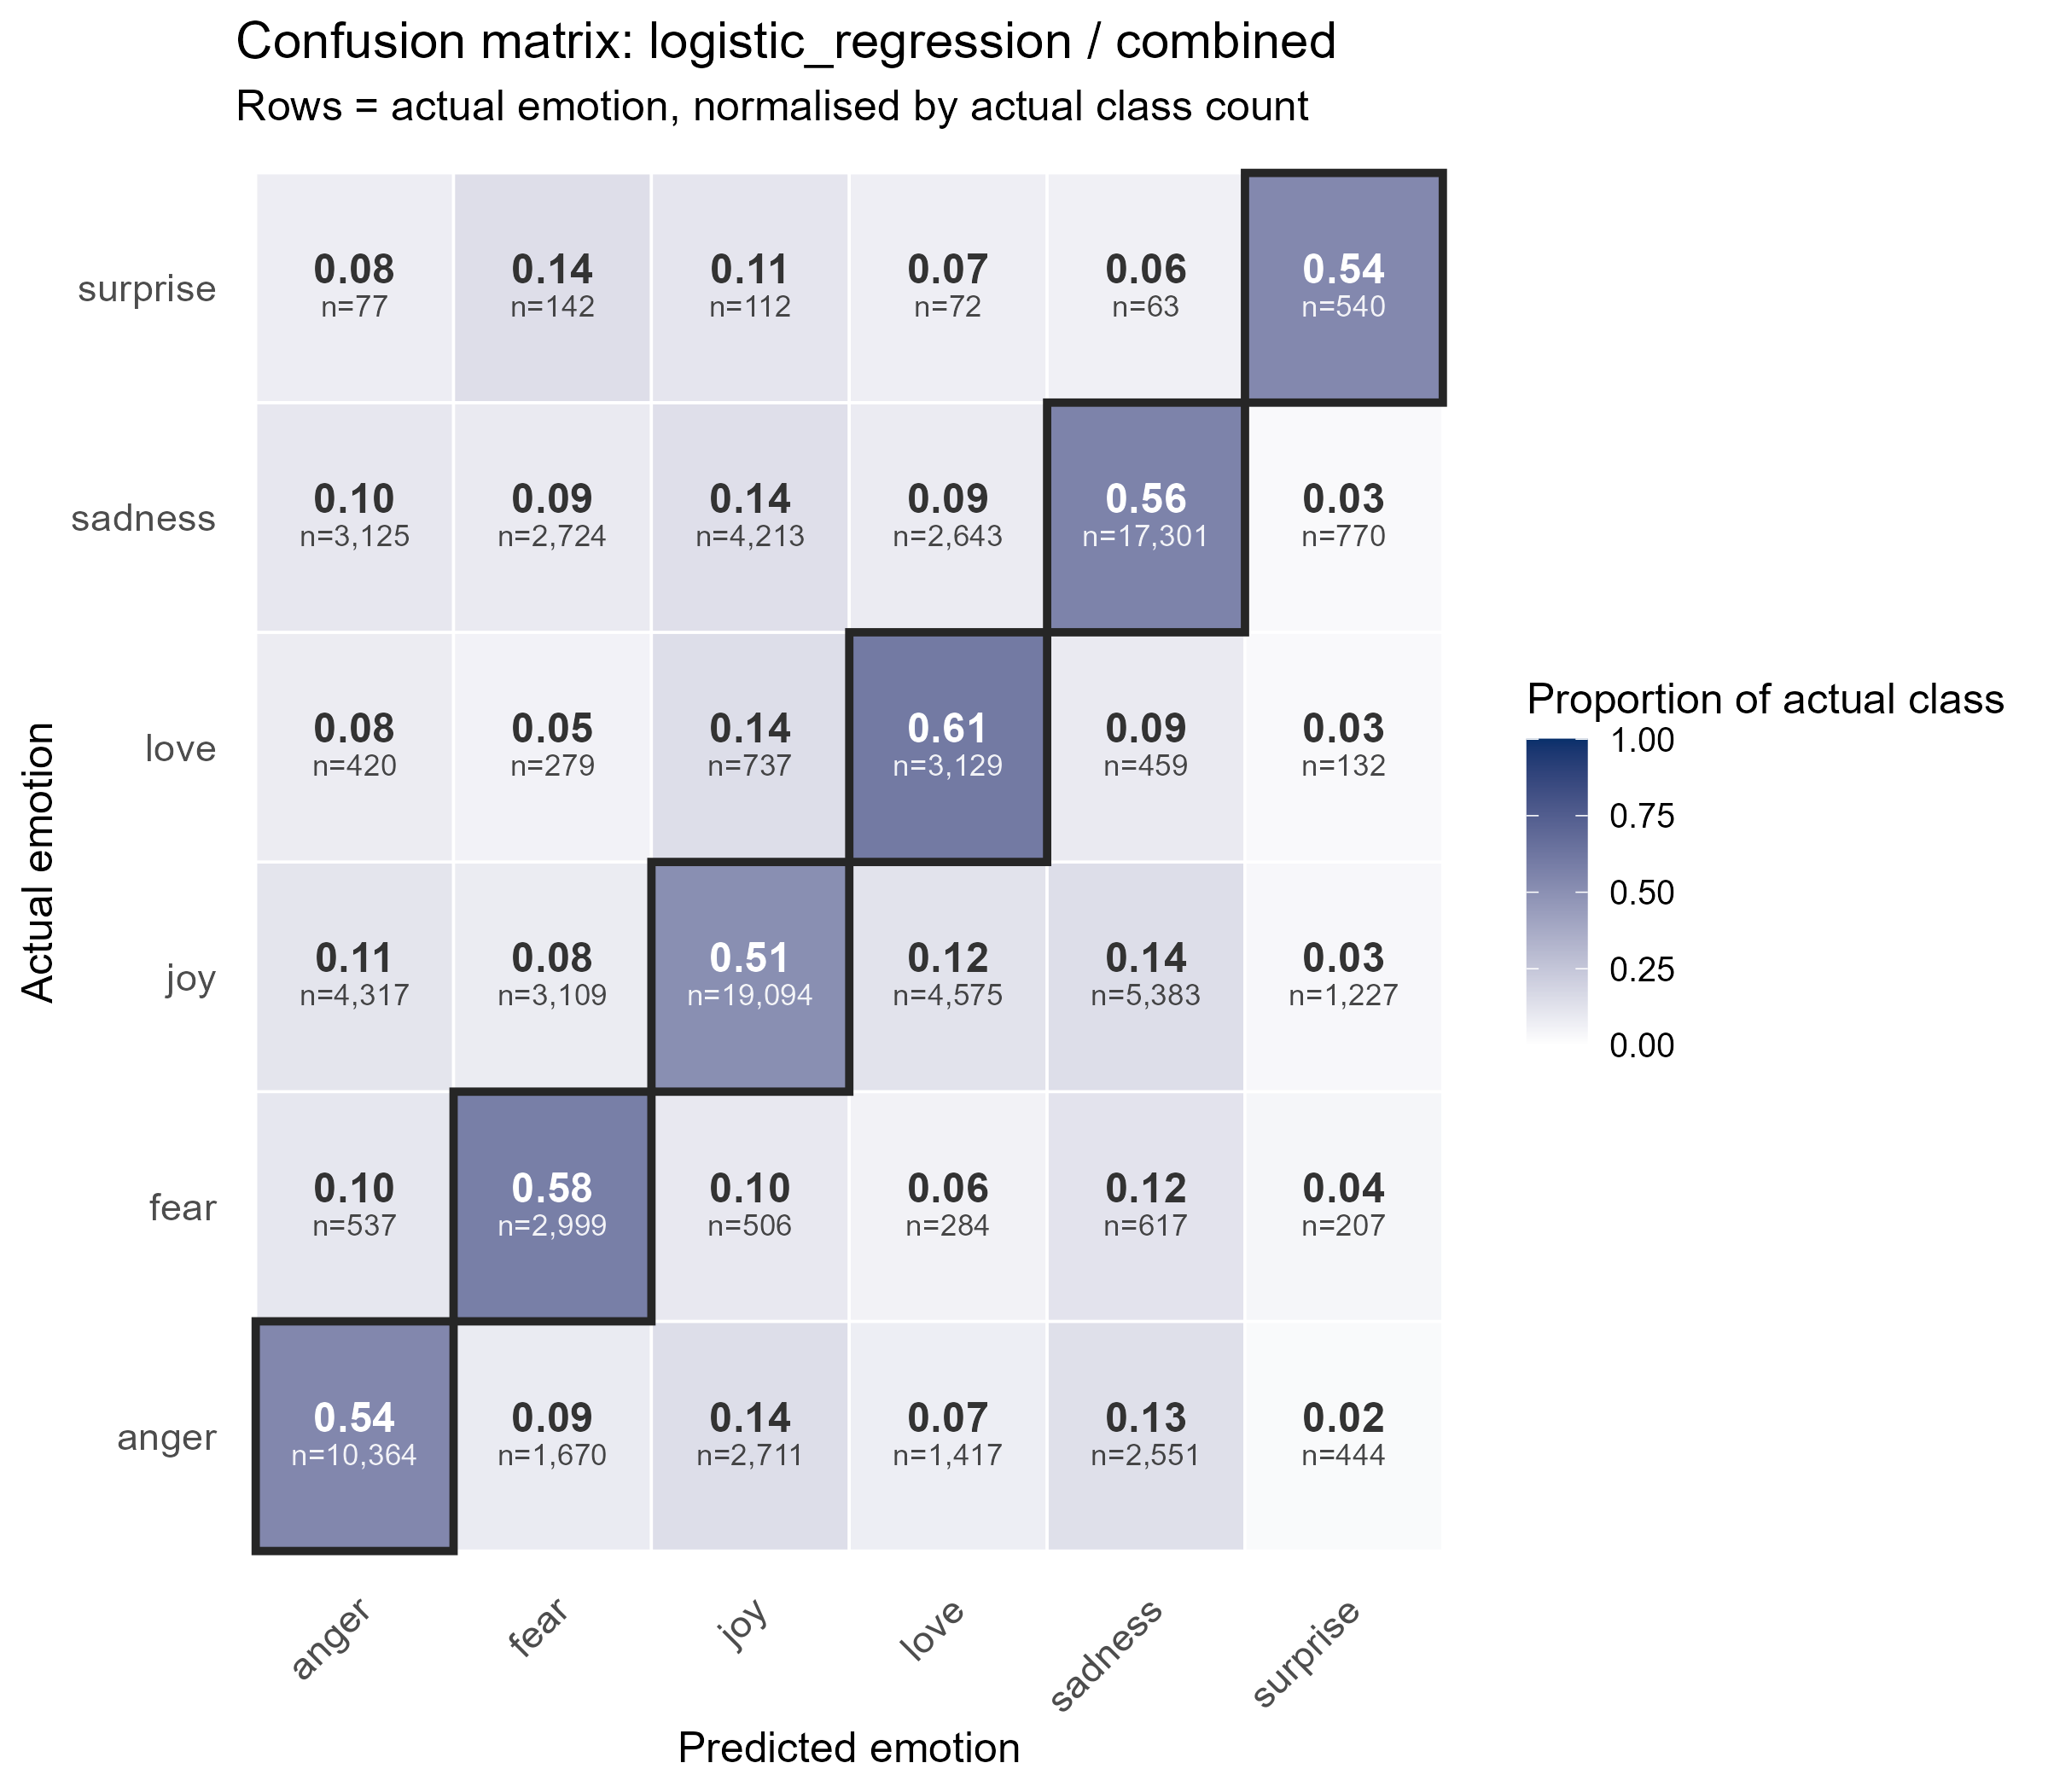 Confusion matrix: logistic_regression / combined
Rows = actual emotion, normalised by actual class count
surprise
0.08 0.14 0.11 0.07 0.06 0.54
n=77 n=142 n=112 n=72 n=63 n=540
sadness
0.10 0.09 0.14 0.09 0.56 0.03
n=3,125 n=2,724 n=4,213 n=2,643 n=17,301 n=770
love
0.08 0.05 0.14 0.61 0.09 0.03
n=420 n=279 n=737 n=3,129 n=459 n=132
joy
0.11 0.08 0.51 0.12 0.14 0.03
n=4,317 n=3,109 n=19,094 n=4,575 n=5,383 n=1,227
fear
0.10 0.58 0.10 0.06 0.12 0.04
n=537 n=2,999 n=506 n=284 n=617 n=207
anger
0.54 0.09 0.14 0.07 0.13 0.02
n=10,364 n=1,670 n=2,711 n=1,417 n=2,551 n=444
anger fear joy love sadness surprise
Predicted emotion
Actual emotion
Proportion of actual class
1.00
0.75
0.50
0.25
0.00